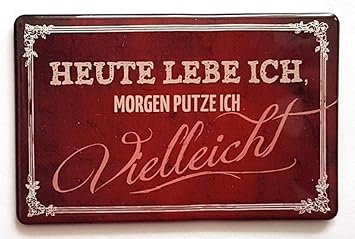 HEUTE LEBE ICH,
MORGEN PUTZE ICH
Vielleicht